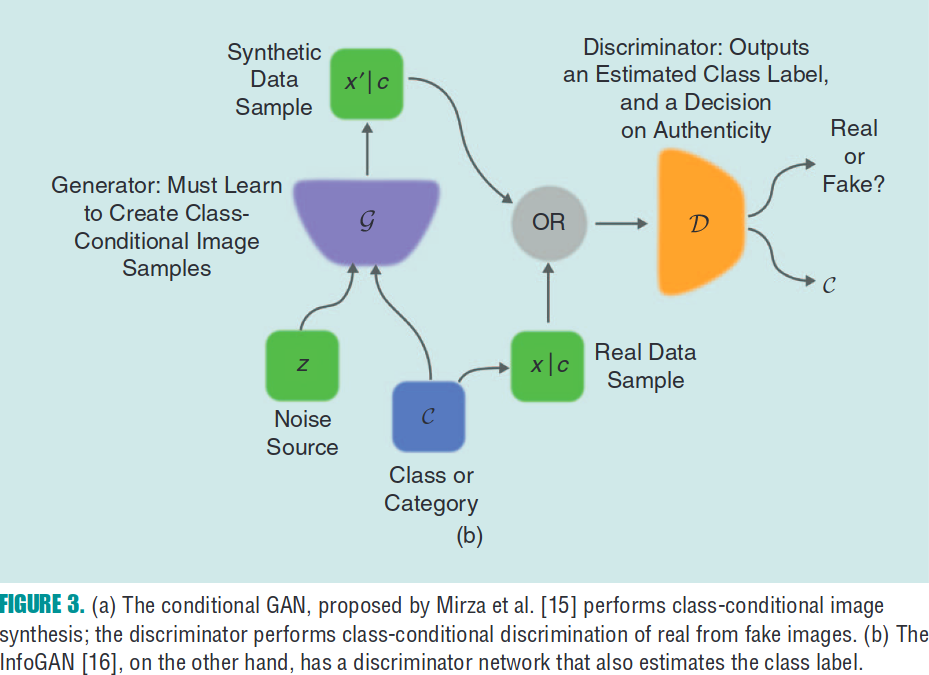 Synthetic
Data
Sample
x′|c
Discriminator: Outputs
an Estimated Class Label,
and a Decision
on Authenticity
Real
or
Fake?
Generator: Must Learn
to Create Class-
Conditional Image
Samples
𝒢
OR
𝒟
𝒞
z
Noise
Source
𝒞
Class or
Category
x|c
Real Data
Sample
(b)
FIGURE 3. (a) The conditional GAN, proposed by Mirza et al. [15] performs class-conditional image
synthesis; the discriminator performs class-conditional discrimination of real from fake images. (b) The
InfoGAN [16], on the other hand, has a discriminator network that also estimates the class label.